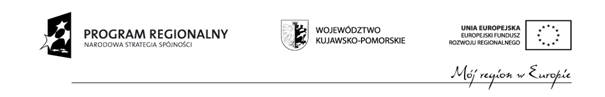 PROGRAM REGIONALNY
NARODOWA STRATEGIA SPÓJNOŚCI
WOJEWÓDZTWO
KUJAWSKO-POMORSKIE
UNIA EUROPEJSKA
EUROPEJSKI FUNDUSZ
ROZWOJU REGIONALNEGO
Mój region w Europie